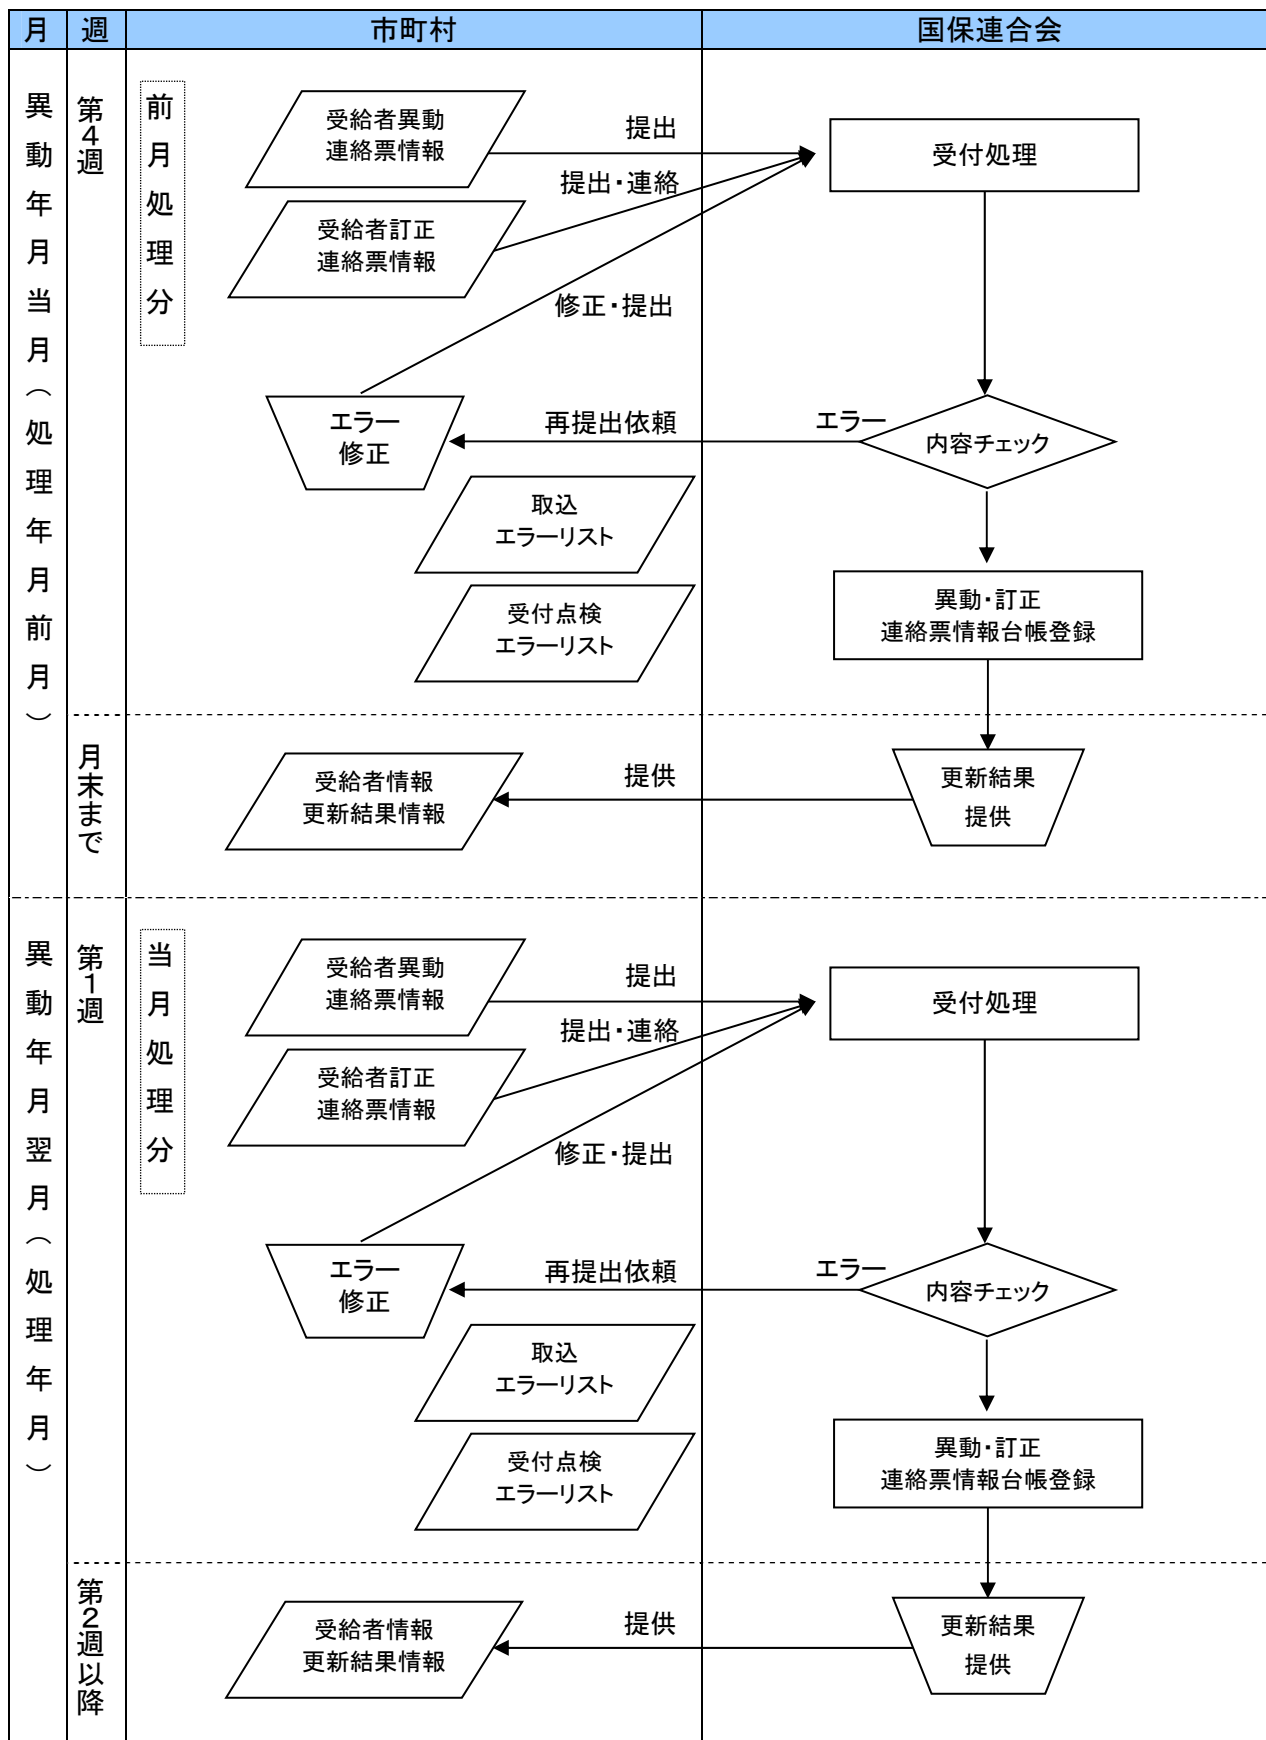 月
週
市町村
国保連合会
異動年月当月（処理年月前月）
第4週
前月処理分
受給者異動
連絡票情報
提出
受付処理
提出・連絡
受給者訂正
連絡票情報
修正・提出
エラー
修正
再提出依頼
エラー
内容チェック
取込
エラーリスト
異動・訂正
連絡票情報台帳登録
受付点検
エラーリスト
月末まで
受給者情報
更新結果情報
提供
更新結果
提供
異動年月翌月（処理年月）
第1週
当月処理分
受給者異動
連絡票情報
提出
受付処理
提出・連絡
受給者訂正
連絡票情報
修正・提出
エラー
修正
再提出依頼
エラー
内容チェック
取込
エラーリスト
異動・訂正
連絡票情報台帳登録
受付点検
エラーリスト
第2週以降
受給者情報
更新結果情報
提供
更新結果
提供